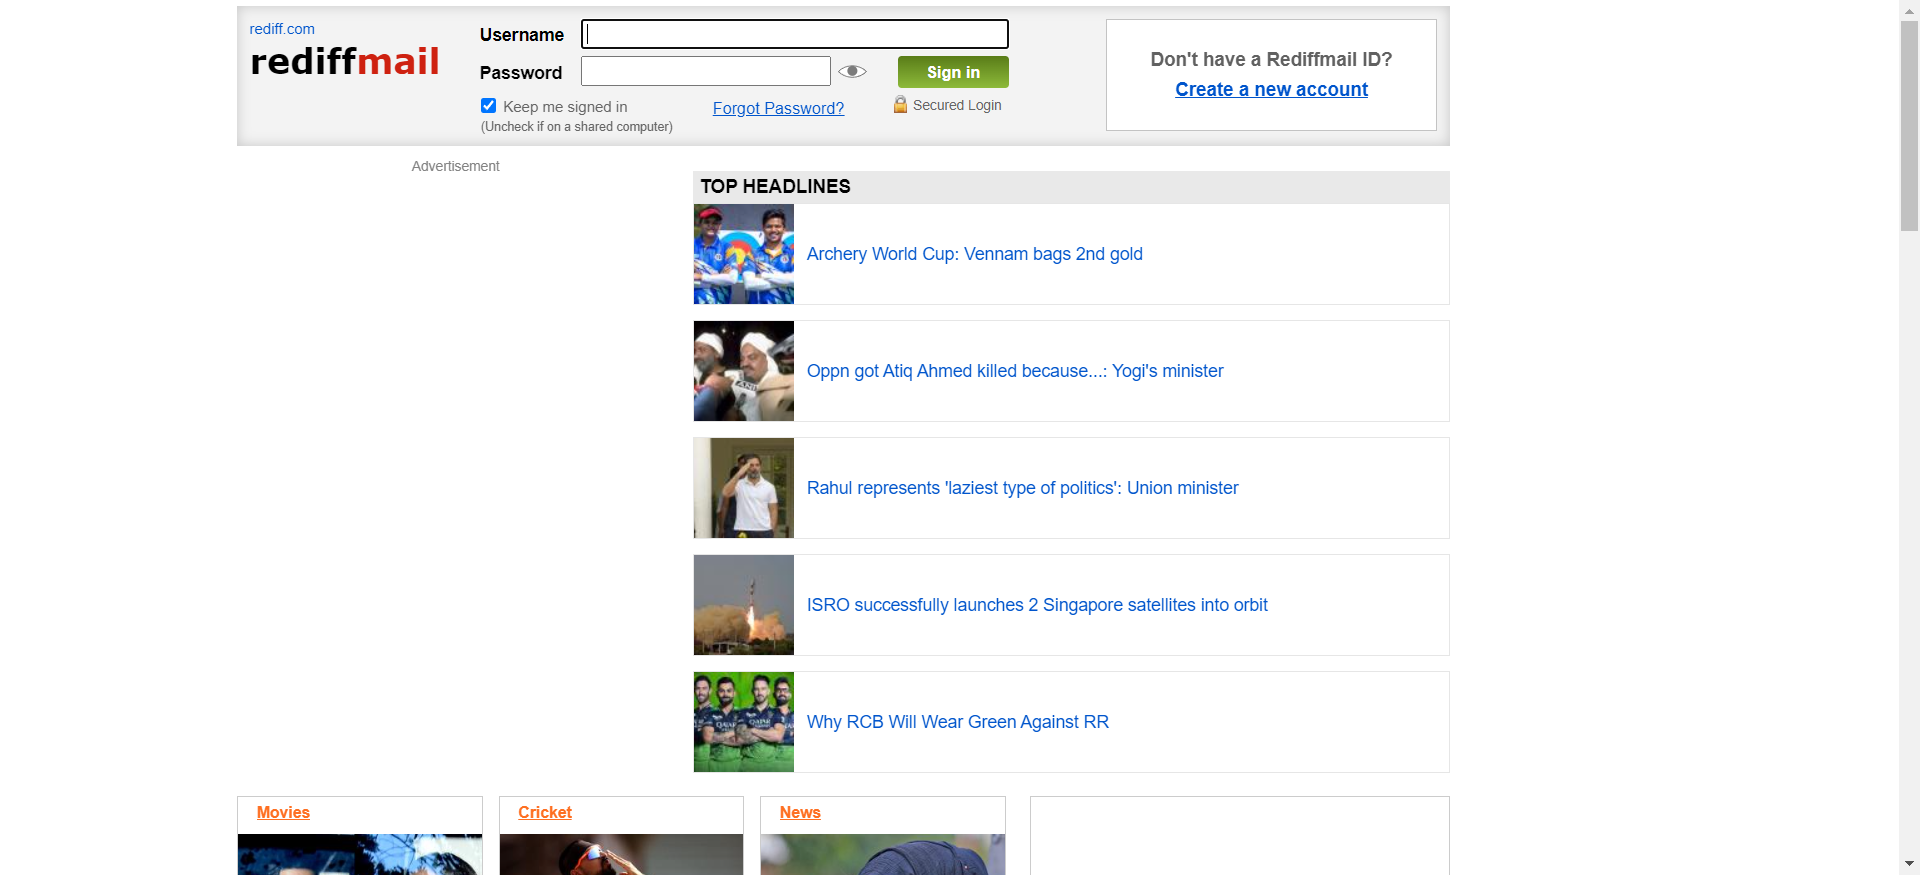 rediff.com
rediffmail
Username
Password
Sign in
Keep me signed in
(Uncheck if on a shared computer)
Forgot Password?
Secured Login
Don't have a Rediffmail ID?
Create a new account
Advertisement
TOP HEADLINES
Archery World Cup: Vennam bags 2nd gold
Oppn got Atiq Ahmed killed because...: Yogi's minister
Rahul represents 'laziest type of politics': Union minister
ISRO successfully launches 2 Singapore satellites into orbit
Why RCB Will Wear Green Against RR
Movies
Cricket
News